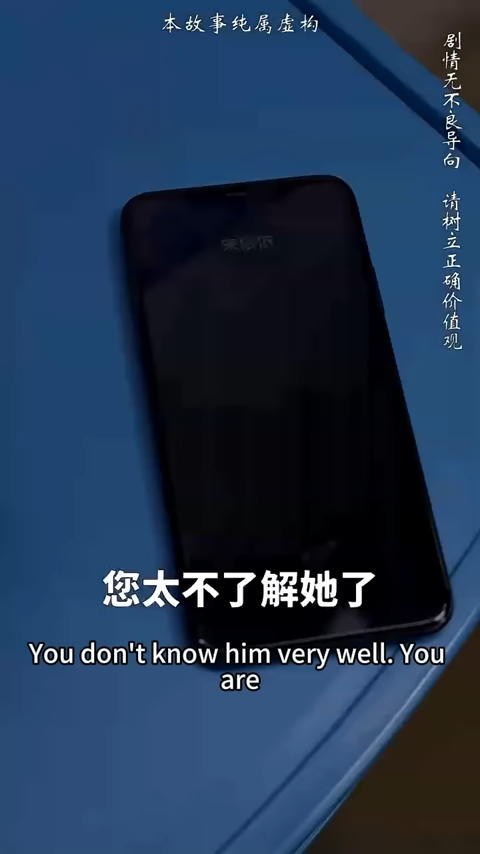 本故事纯属虚构
剧情无不良导向 请树立正确价值观
您太不了解她了
You don't know him very well. You
are